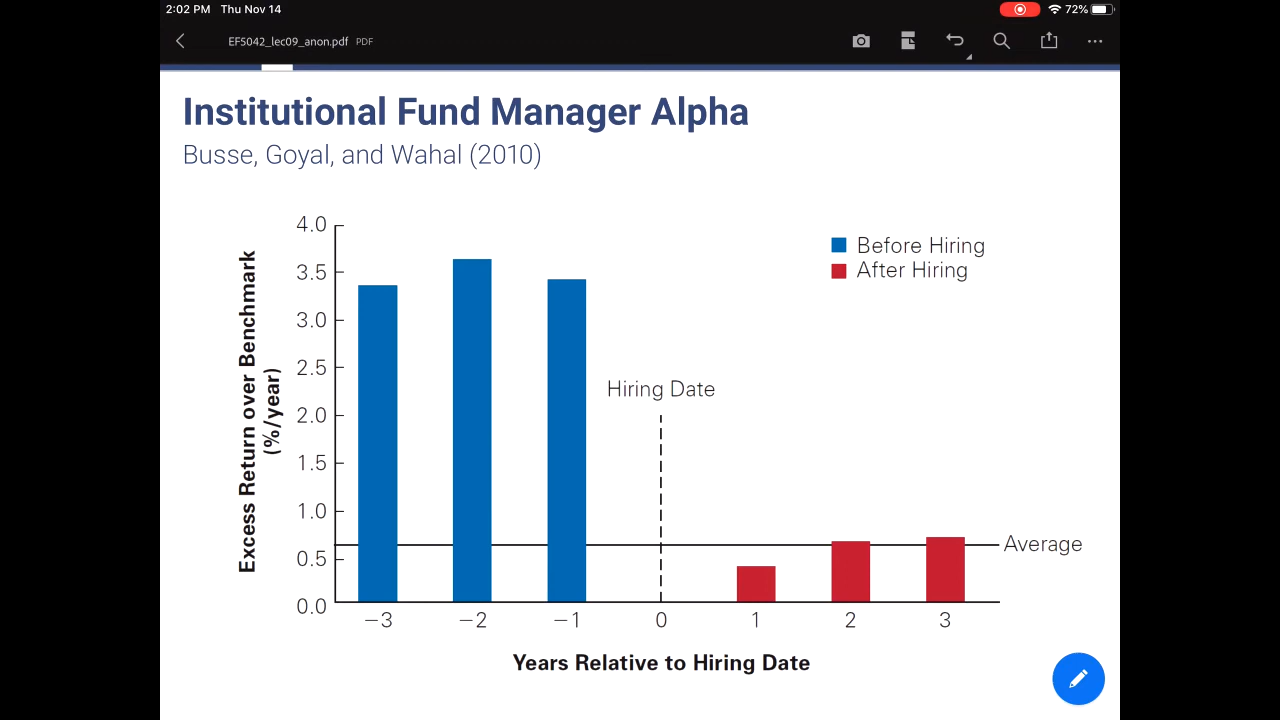 2:02 PM Thu Nov 14
72%
EF5042_lec09_anon.pdf PDF
Institutional Fund Manager Alpha
Busse, Goyal, and Wahal (2010)
Excess Return over Benchmark
(%/year)
4.0
3.5
3.0
2.5
2.0
1.5
1.0
0.5
0.0
Before Hiring
After Hiring
Hiring Date
Average
−3 −2 −1 0 1 2 3
Years Relative to Hiring Date